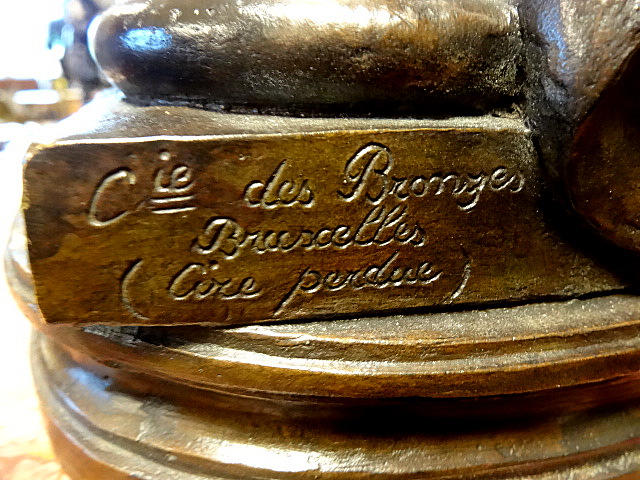 Cie des Bronzes
Bruxelles
(Cire perdue)